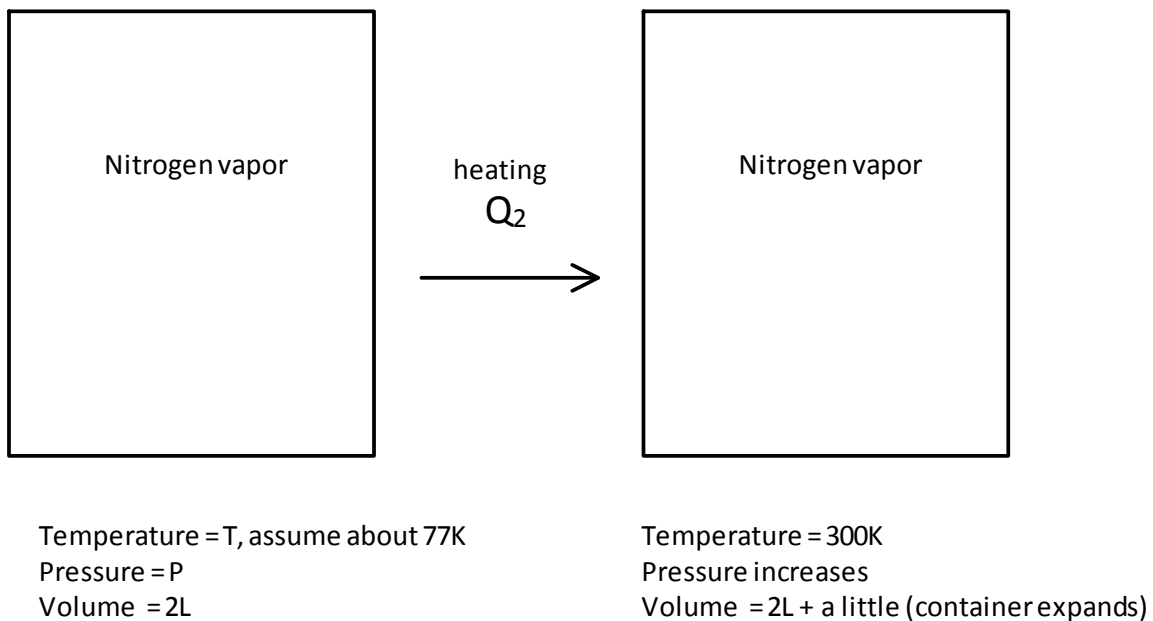 Nitrogen vapor
heating
Q₂
Nitrogen vapor
Temperature = T, assume about 77K
Pressure = P
Volume = 2L
Temperature = 300K
Pressure increases
Volume = 2L + a little (container expands)